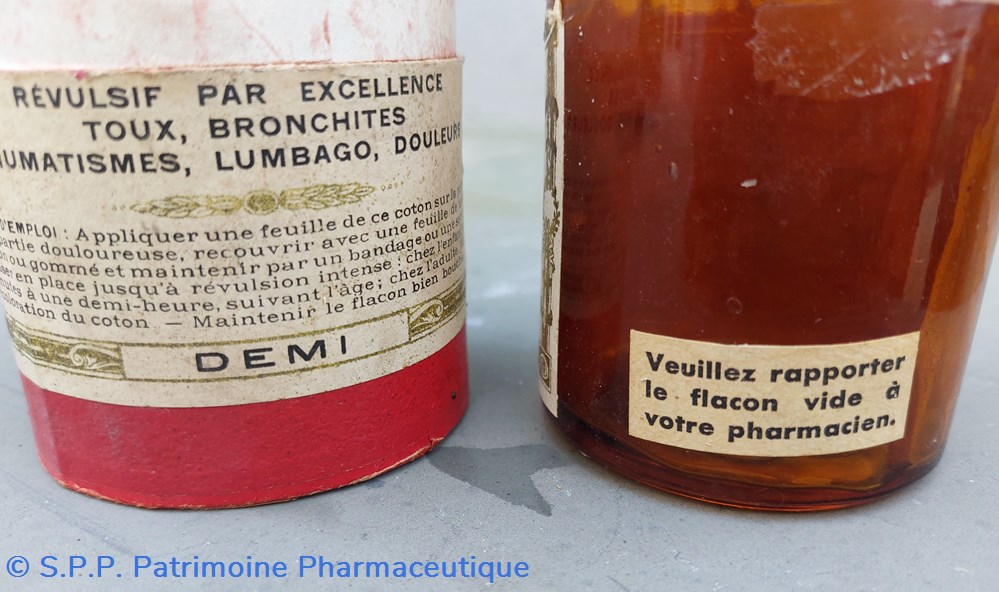 RÉVULSIF PAR EXCELLENCE
TOUX, BRONCHITES
UMATISMES, LUMBAGO, DOULEURS
D'EMPLOI : Appliquer une feuille de ce coton sur la
partie douloureuse, recouvrir avec une feuille de
ou gommé et maintenir par un bandage ou une
en place jusqu'à révulsion intense : chez l'enfant
à une demi-heure, suivant l'âge ; chez l'adulte
du coton — Maintenir le flacon bien bouché
DEMI
Veuillez rapporter
le flacon vide à
votre pharmacien.
© S.P.P. Patrimoine Pharmaceutique